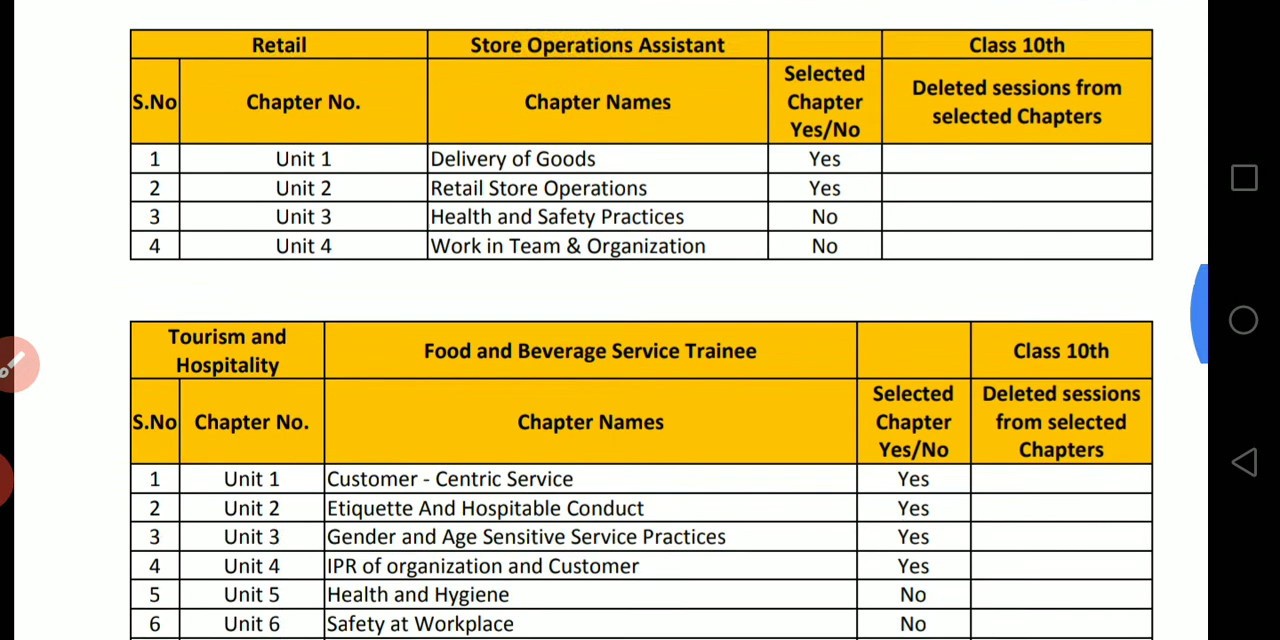 Retail Store Operations Assistant Class 10th
S.No Chapter No. Chapter Names Selected Chapter Yes/No Deleted sessions from selected Chapters
1 Unit 1 Delivery of Goods Yes
2 Unit 2 Retail Store Operations Yes
3 Unit 3 Health and Safety Practices No
4 Unit 4 Work in Team & Organization No
Tourism and Hospitality Food and Beverage Service Trainee Class 10th
S.No Chapter No. Chapter Names Selected Chapter Yes/No Deleted sessions from selected Chapters
1 Unit 1 Customer - Centric Service Yes
2 Unit 2 Etiquette And Hospitable Conduct Yes
3 Unit 3 Gender and Age Sensitive Service Practices Yes
4 Unit 4 IPR of organization and Customer Yes
5 Unit 5 Health and Hygiene No
6 Unit 6 Safety at Workplace No